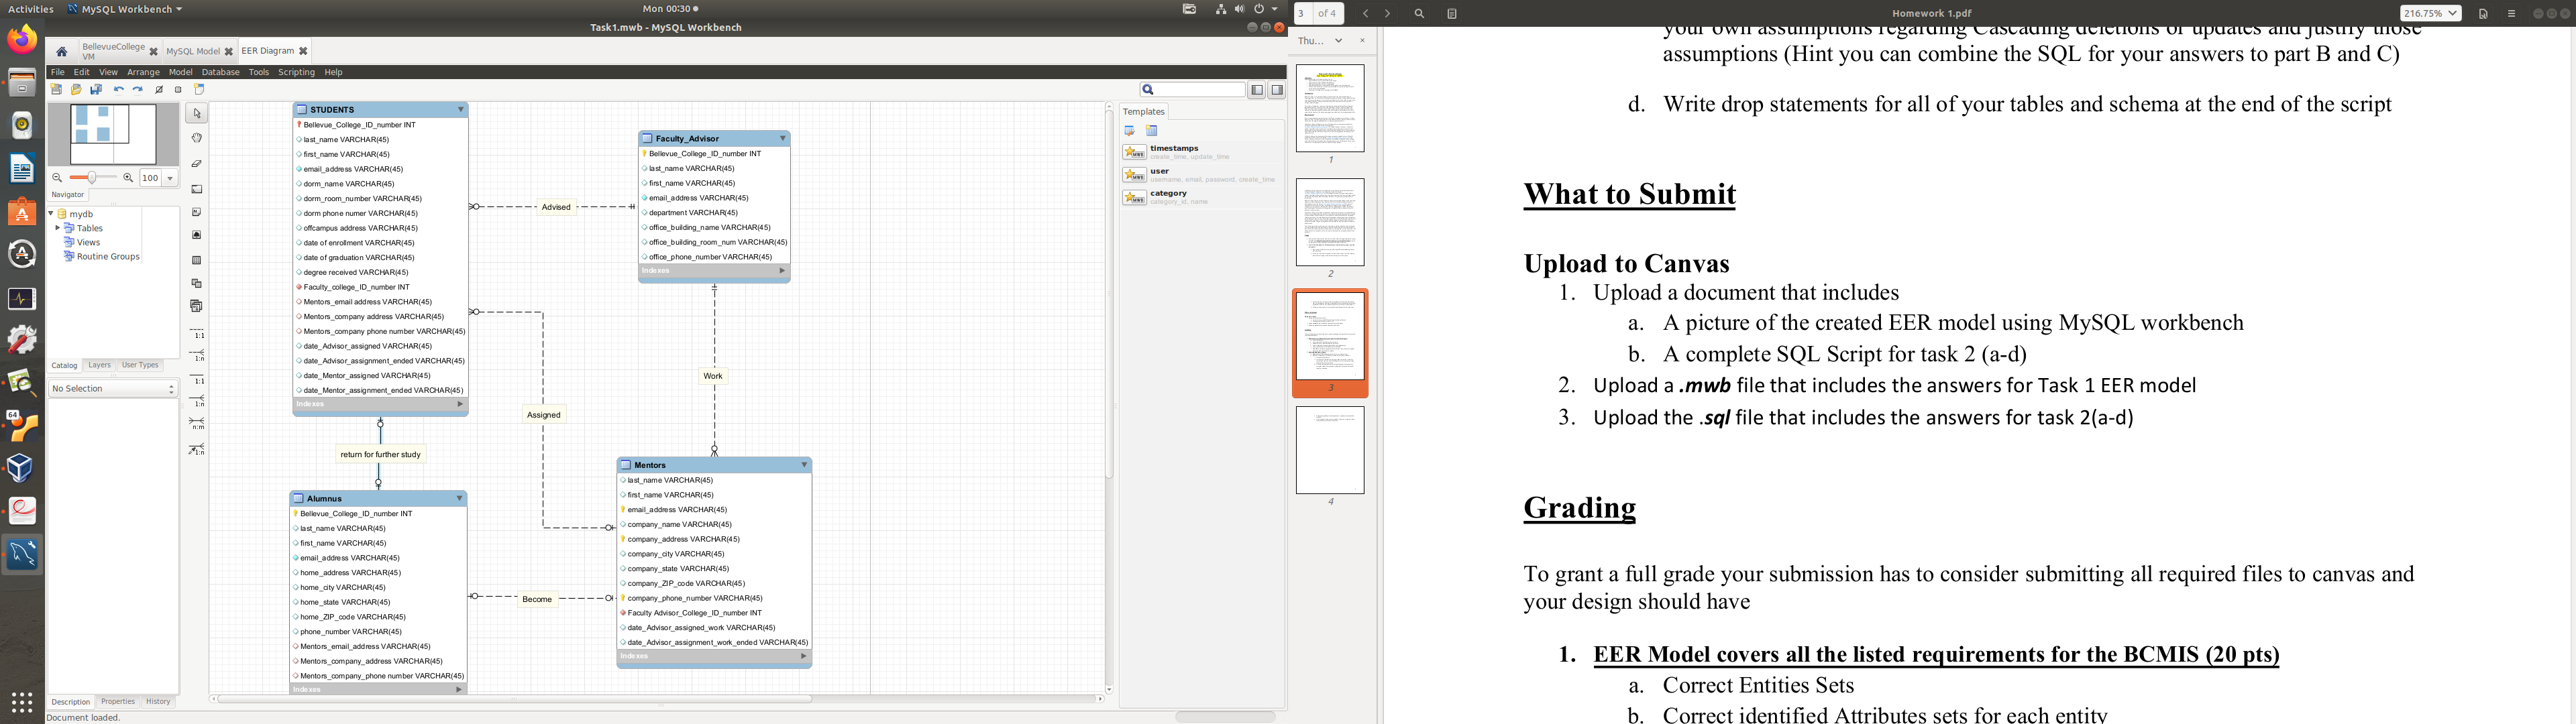 Activities
MySQL Workbench
Mon 00:30
Task1.mwb - MySQL Workbench
BellevueCollege
VM
MySQL Model
EER Diagram
File Edit View Arrange Model Database Tools Scripting Help
100
Navigator
mydb
Tables
Views
Routine Groups
Catalog Layers User Types
No Selection
Description Properties History
Document loaded.
1:1
1:n
1:1
1:n
n:m
1:n
64
STUDENTS
Bellevue_College_ID_number INT
last_name VARCHAR(45)
first_name VARCHAR(45)
email_address VARCHAR(45)
dorm_name VARCHAR(45)
dorm_room_number VARCHAR(45)
dorm phone numer VARCHAR(45)
offcampus address VARCHAR(45)
date of enrollment VARCHAR(45)
date of graduation VARCHAR(45)
degree received VARCHAR(45)
Faculty_college_ID_number INT
Mentors_email address VARCHAR(45)
Mentors_company address VARCHAR(45)
Mentors_company phone number VARCHAR(45)
date_Advisor_assigned VARCHAR(45)
date_Advisor_assignment_ended VARCHAR(45)
date_Mentor_assigned VARCHAR(45)
date_Mentor_assignment_ended VARCHAR(45)
Indexes
Advised
Faculty_Advisor
Bellevue_College_ID_number INT
last_name VARCHAR(45)
first_name VARCHAR(45)
email_address VARCHAR(45)
department VARCHAR(45)
office_building_name VARCHAR(45)
office_building_room_num VARCHAR(45)
office_phone_number VARCHAR(45)
Indexes
Work
Assigned
return for further study
Alumnus
Bellevue_College_ID_number INT
last_name VARCHAR(45)
first_name VARCHAR(45)
email_address VARCHAR(45)
home_address VARCHAR(45)
home_city VARCHAR(45)
home_state VARCHAR(45)
home_ZIP_code VARCHAR(45)
phone_number VARCHAR(45)
Mentors_email_address VARCHAR(45)
Mentors_company_address VARCHAR(45)
Mentors_company_phone number VARCHAR(45)
Indexes
Become
Mentors
last_name VARCHAR(45)
first_name VARCHAR(45)
email_address VARCHAR(45)
company_name VARCHAR(45)
company_address VARCHAR(45)
company_city VARCHAR(45)
company_state VARCHAR(45)
company_ZIP_code VARCHAR(45)
company_phone_number VARCHAR(45)
Faculty Advisor_College_ID_number INT
date_Advisor_assigned_work VARCHAR(45)
date_Advisor_assignment_work_ended VARCHAR(45)
Indexes
Templates
timestamps
create_time, update_time
user
username, email, password, create_time
category
category_id, name
3 of 4
Homework 1.pdf
216.75%
Thu...
1
2
3
4
your own assumptions regarding Cascading deletions or updates and justify those
assumptions (Hint you can combine the SQL for your answers to part B and C)
d. Write drop statements for all of your tables and schema at the end of the script
What to Submit
Upload to Canvas
1. Upload a document that includes
a. A picture of the created EER model using MySQL workbench
b. A complete SQL Script for task 2 (a-d)
2. Upload a .mwb file that includes the answers for Task 1 EER model
3. Upload the .sql file that includes the answers for task 2(a-d)
Grading
To grant a full grade your submission has to consider submitting all required files to canvas and
your design should have
1. EER Model covers all the listed requirements for the BCMIS (20 pts)
a. Correct Entities Sets
b. Correct identified Attributes sets for each entity